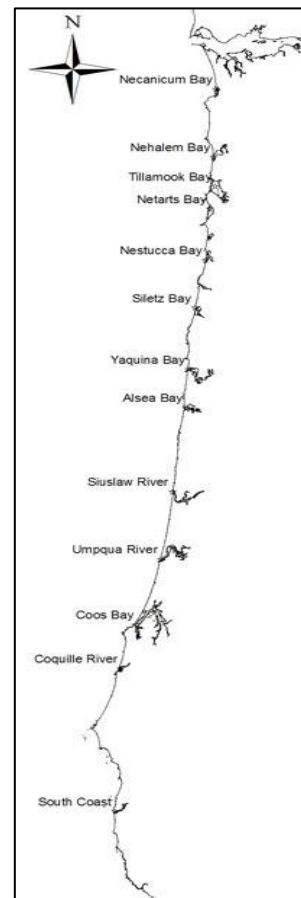 N
Necanicum Bay
Nehalem Bay
Tillamook Bay
Netarts Bay
Nestucca Bay
Siletz Bay
Yaquina Bay
Alsea Bay
Siuslaw River
Umpqua River
Coos Bay
Coquille River
South Coast